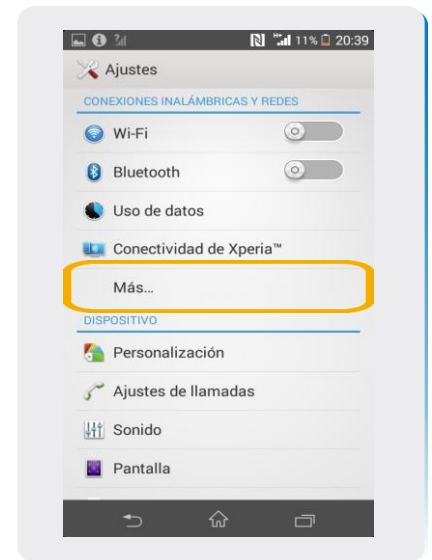 11% 20:39
Ajustes
CONEXIONES INALÁMBRICAS Y REDES
Wi-Fi
Bluetooth
Uso de datos
Conectividad de Xperia™
Más...
DISPOSITIVO
Personalización
Ajustes de llamadas
Sonido
Pantalla